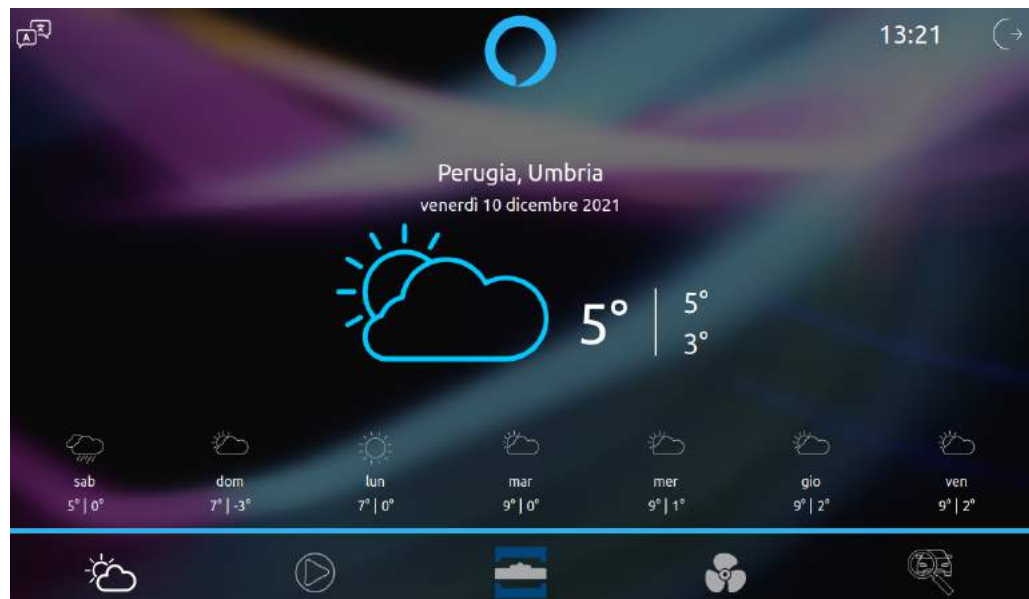 13:21
Perugia, Umbria
venerdì 10 dicembre 2021
5°
5°
3°
sab dom lun mar mer gio ven
5° | 0° 7° | -3° 7° | 0° 9° | 0° 9° | 1° 9° | 2° 9° | 2°